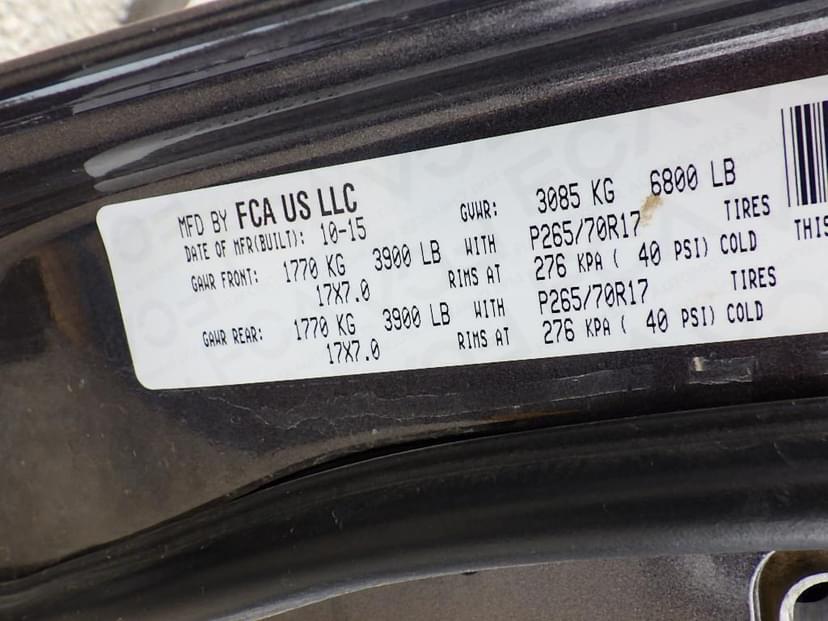 MFD BY FCA US LLC GVWR: 3085 KG 6800 LB
DATE OF MFR(BUILT): 10-15
GAWR FRONT: 1770 KG 3900 LB WITH P265/70R17 TIRES
17X7.0 RIMS AT 276 KPA ( 40 PSI) COLD
GAWR REAR: 1770 KG 3900 LB WITH P265/70R17 TIRES
17X7.0 RIMS AT 276 KPA ( 40 PSI) COLD
THIS